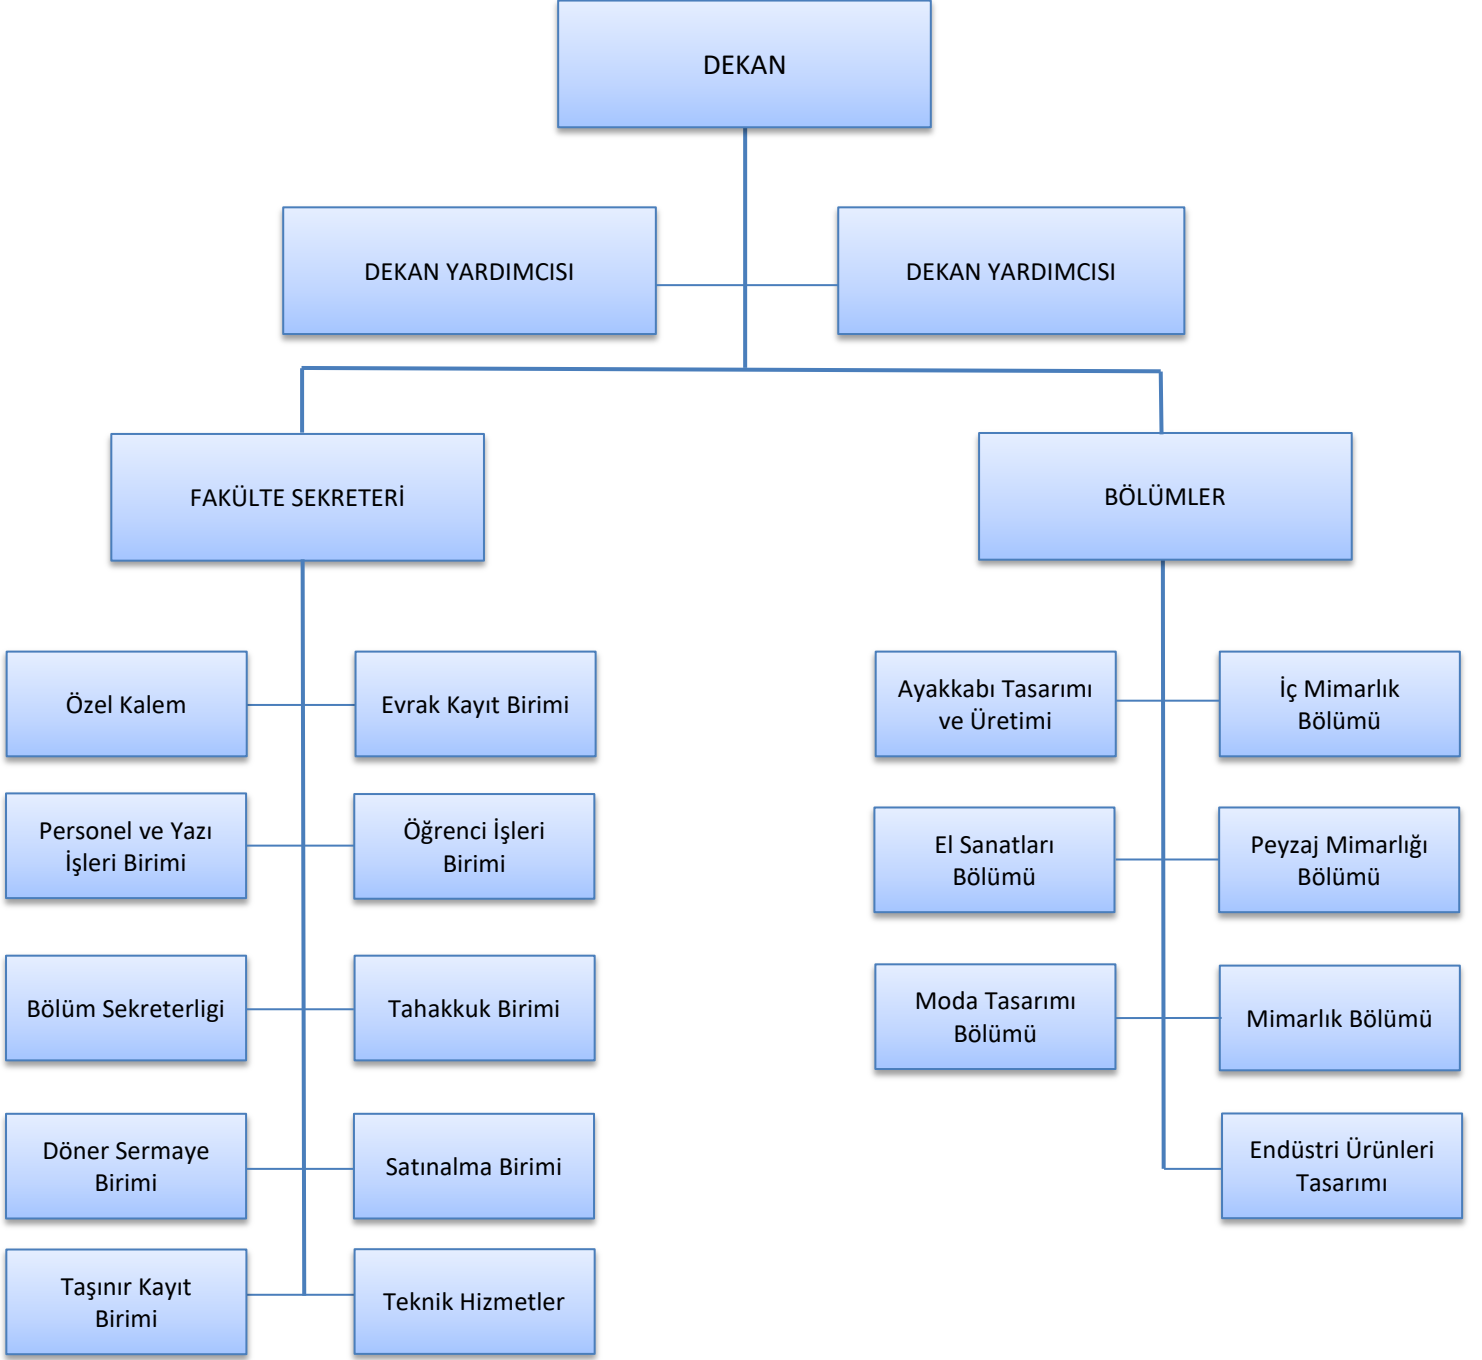 DEKAN
DEKAN YARDIMCISI
DEKAN YARDIMCISI
FAKÜLTE SEKRETERİ
BÖLÜMLER
Özel Kalem
Evrak Kayıt Birimi
Ayakkabı Tasarımı
ve Üretimi
İç Mimarlık
Bölümü
Personel ve Yazı
İşleri Birimi
Öğrenci İşleri
Birimi
El Sanatları
Bölümü
Peyzaj Mimarlığı
Bölümü
Bölüm Sekreterligi
Tahakkuk Birimi
Moda Tasarımı
Bölümü
Mimarlık Bölümü
Döner Sermaye
Birimi
Satınalma Birimi
Endüstri Ürünleri
Tasarımı
Taşınır Kayıt
Birimi
Teknik Hizmetler